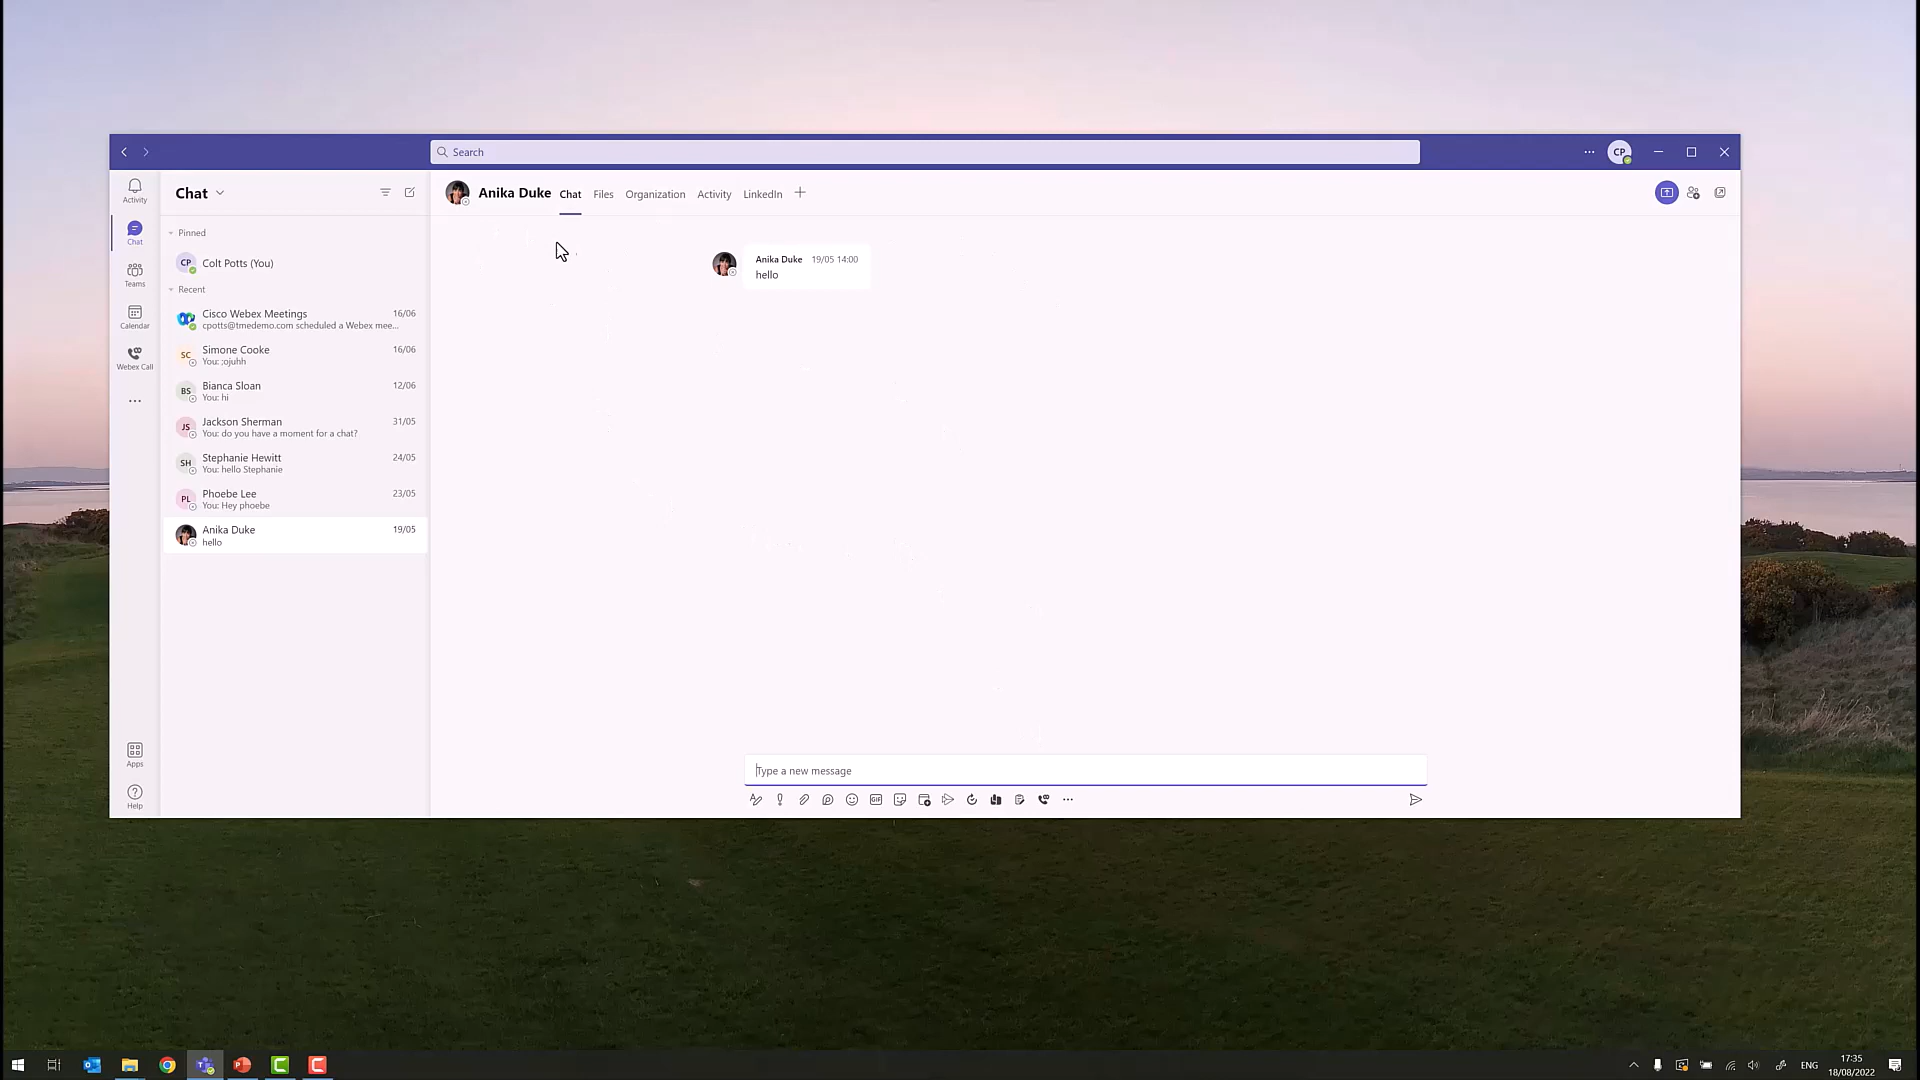 Search
CP
Activity
Chat
Teams
Calendar
Webex Call
Apps
Help
Chat
Pinned
CP
Colt Potts (You)
Recent
Cisco Webex Meetings 16/06
cpotts@tmedemo.com scheduled a Webex mee...
SC
Simone Cooke 16/06
You: ;ojuhh
BS
Bianca Sloan 12/06
You: hi
JS
Jackson Sherman 31/05
You: do you have a moment for a chat?
SH
Stephanie Hewitt 24/05
You: hello Stephanie
PL
Phoebe Lee 23/05
You: Hey phoebe
Anika Duke 19/05
hello
Anika Duke Chat Files Organization Activity LinkedIn
Anika Duke 19/05 14:00
hello
Type a new message
GIF
ENG
17:35
18/08/2022